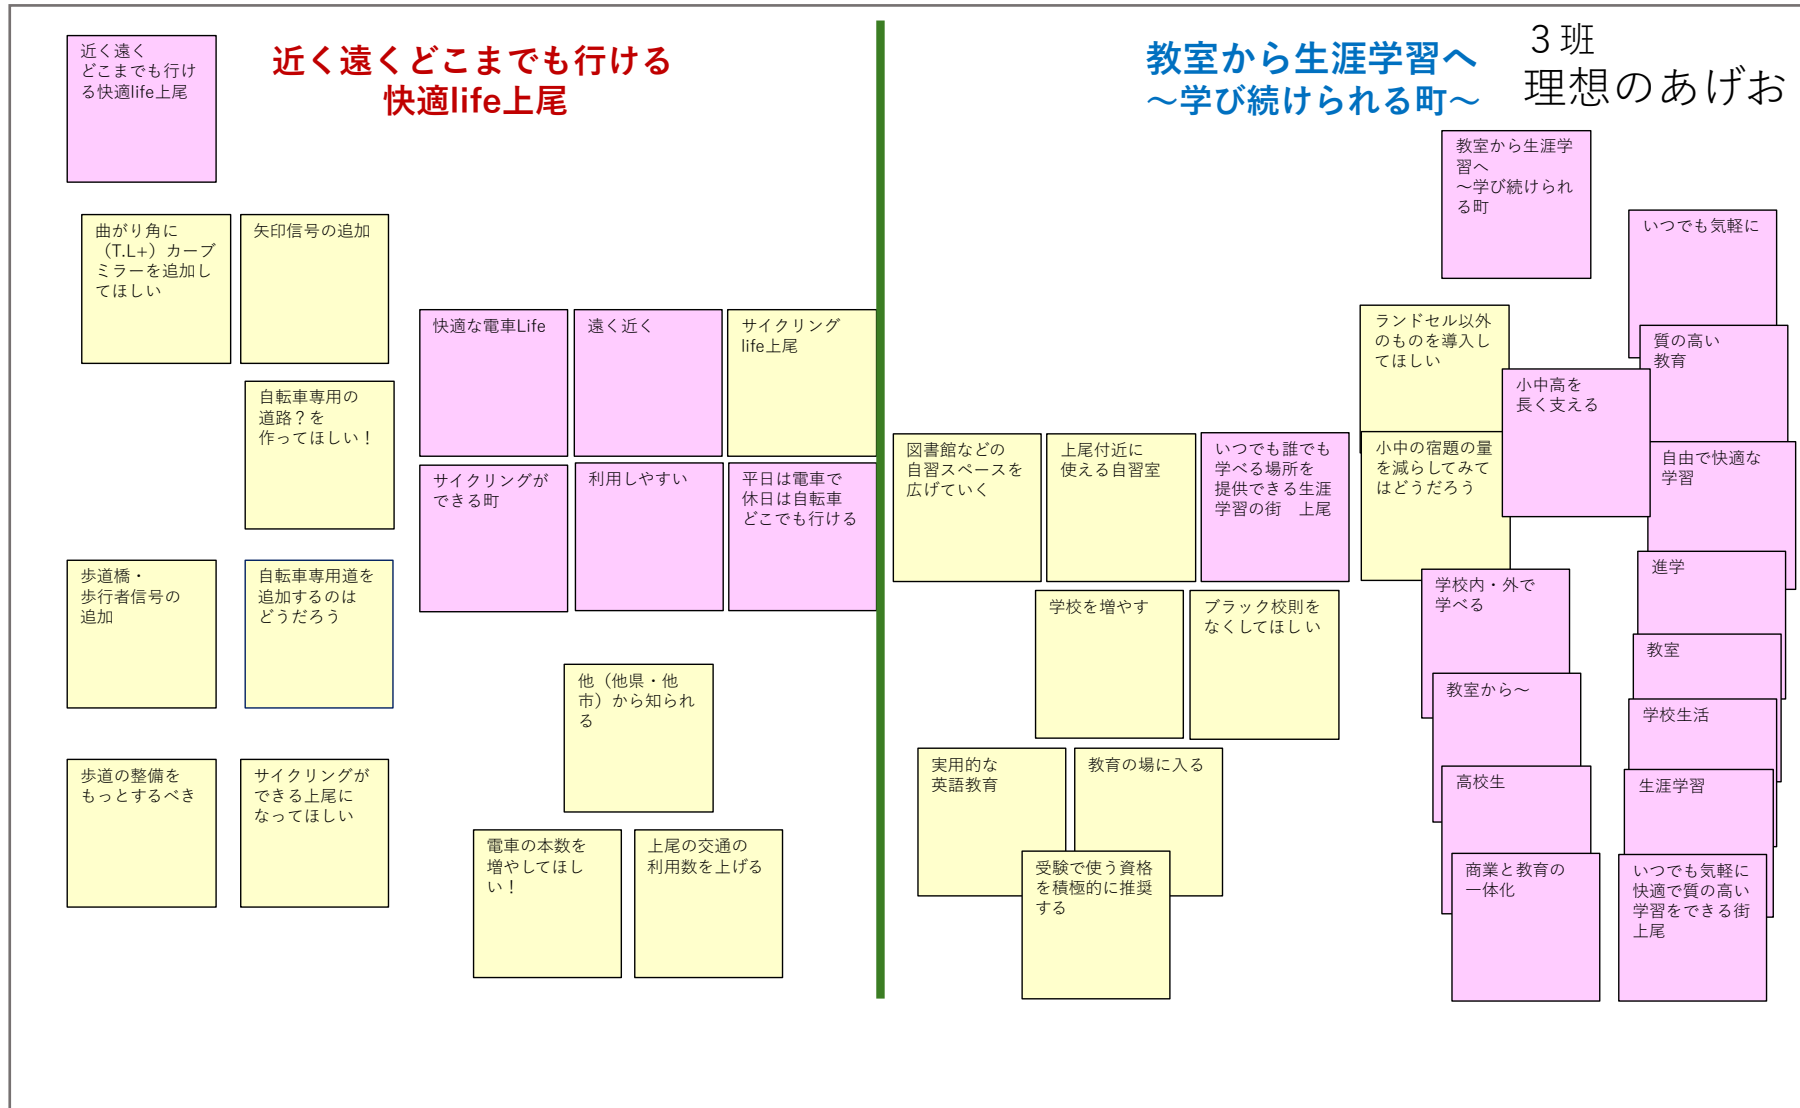 近く遠く
どこまでも行け
る快適life上尾
近く遠くどこまでも行ける
快適life上尾
曲がり角に
（T.L+）カーブ
ミラーを追加し
てほしい
矢印信号の追加
自転車専用の
道路？を
作ってほしい！
快適な電車Life
遠く近く
サイクリング
life上尾
サイクリングが
できる町
利用しやすい
平日は電車で
休日は自転車
どこでも行ける
歩道橋・
歩行者信号の
追加
自転車専用道を
追加するのは
どうだろう
他（他県・他
市）から知られ
る
歩道の整備を
もっとするべき
サイクリングが
できる上尾に
なってほしい
電車の本数を
増やしてほし
い！
上尾の交通の
利用数を上げる
教室から生涯学習へ
～学び続けられる町～
３班
理想のあげお
教室から生涯学
習へ
～学び続けられ
る町
いつでも気軽に
ランドセル以外
のものを導入し
てほしい
質の高い
教育
小中高を
長く支える
図書館などの
自習スペースを
広げていく
上尾付近に
使える自習室
いつでも誰でも
学べる場所を
提供できる生涯
学習の街　上尾
小中の宿題の量
を減らしてみて
はどうだろう
自由で快適な
学習
学校を増やす
ブラック校則を
なくしてほしい
学校内・外で
学べる
進学
教室
教室から～
学校生活
実用的な
英語教育
教育の場に入る
高校生
生涯学習
受験で使う資格
を積極的に推奨
する
商業と教育の
一体化
いつでも気軽に
快適で質の高い
学習をできる街
上尾